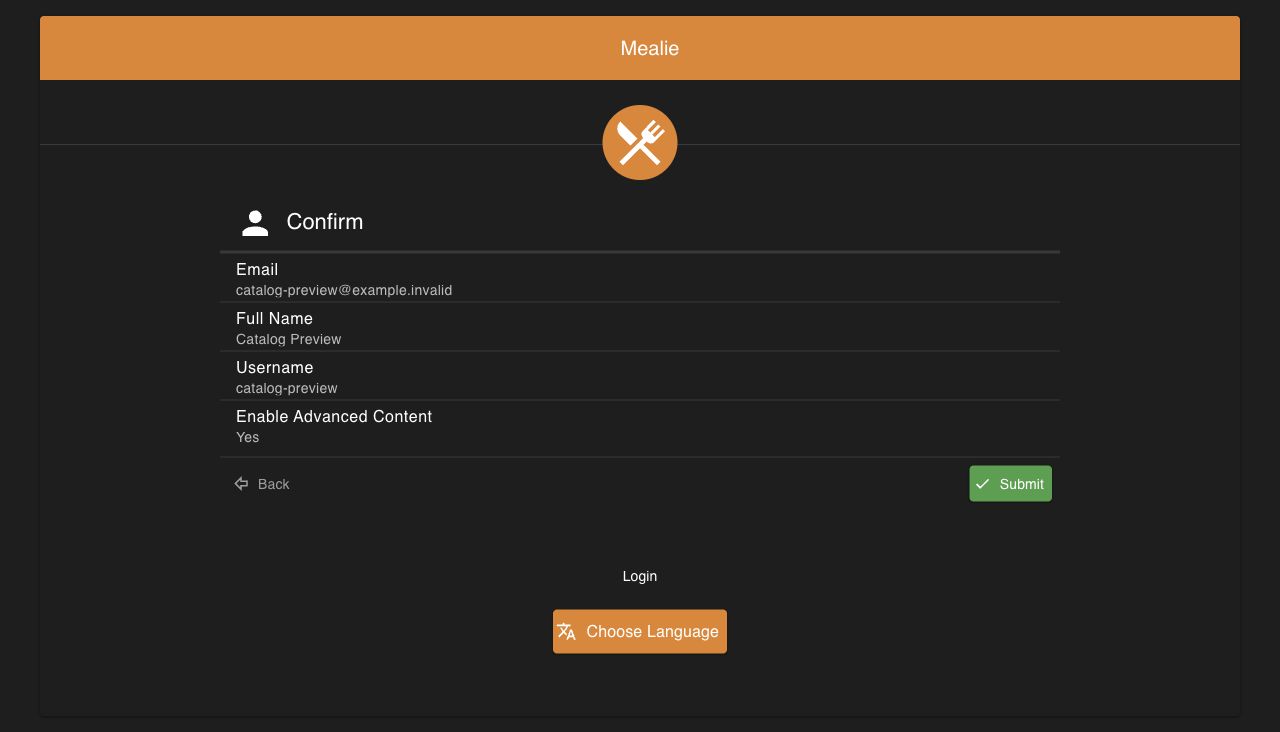 Mealie
Confirm
Email
catalog-preview@example.invalid
Full Name
Catalog Preview
Username
catalog-preview
Enable Advanced Content
Yes
Back
Submit
Login
Choose Language